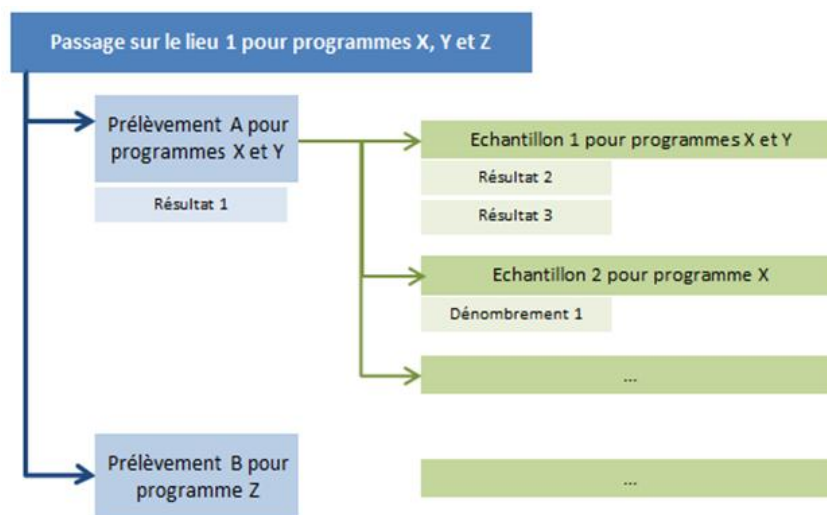 Passage sur le lieu 1 pour programmes X, Y et Z
Prélèvement A pour
programmes X et Y
Résultat 1
Echantillon 1 pour programmes X et Y
Résultat 2
Résultat 3
Echantillon 2 pour programme X
Dénombrement 1
...
Prélèvement B pour
programme Z
...